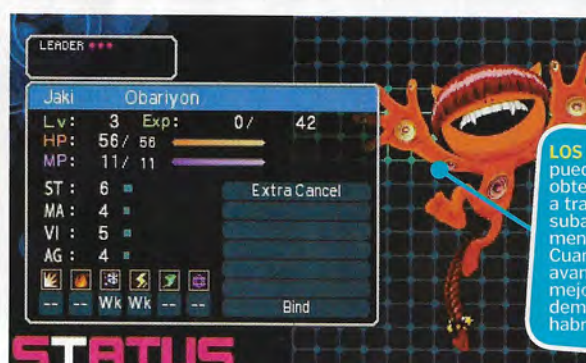 LEADER ***
Jaki Obariyon
Lv: 3 Exp: 0/ 42
HP: 56/ 56
MP: 11/ 11
ST : 6
MA : 4
VI : 5
AG : 4
-- -- Wk Wk -- --
Extra Cancel
Bind
STATUS
LOS
pued
obte
a tra
suba
men
Cuan
avan
mejo
dem
habr